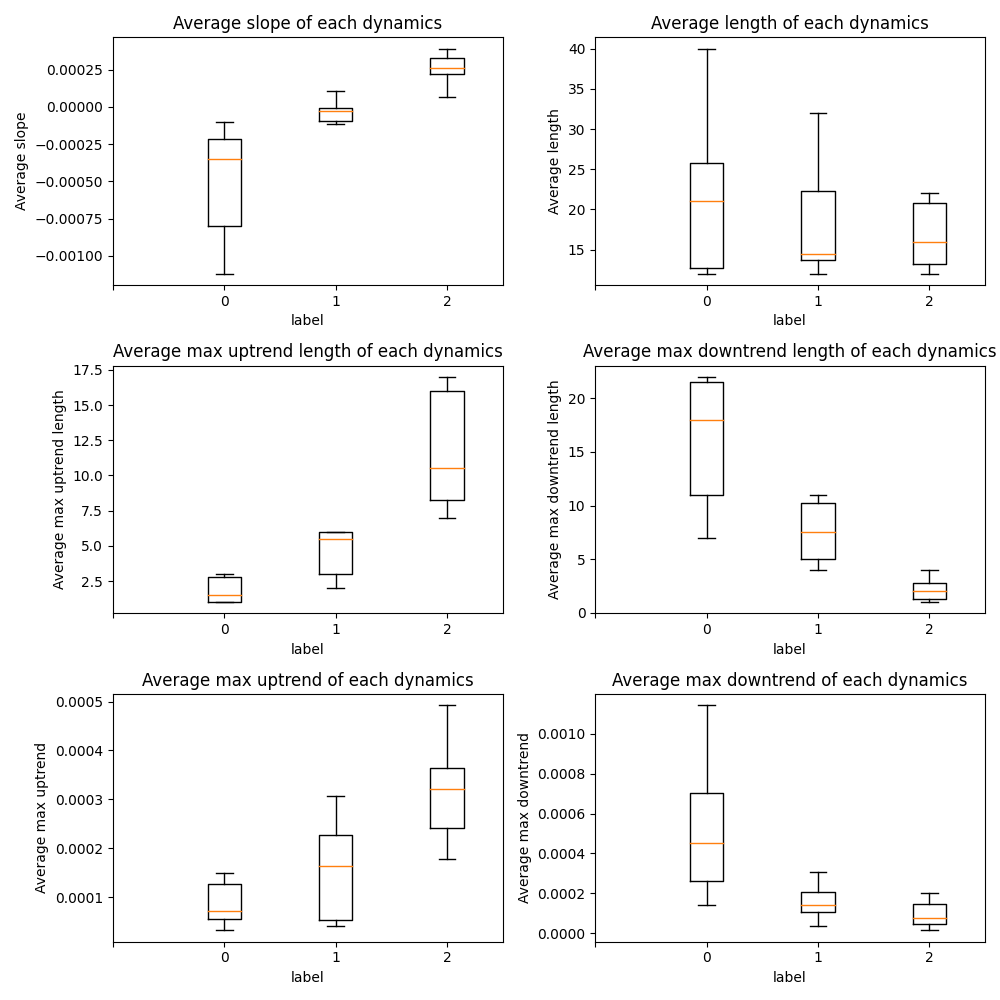 Average slope of each dynamics
Average slope
0.00025
0.00000
−0.00025
−0.00050
−0.00075
−0.00100
0 1 2
label
Average length of each dynamics
Average length
40
35
30
25
20
15
0 1 2
label
Average max uptrend length of each dynamics
Average max uptrend length
17.5
15.0
12.5
10.0
7.5
5.0
2.5
0 1 2
label
Average max downtrend length of each dynamics
Average max downtrend length
20
15
10
5
0
0 1 2
label
Average max uptrend of each dynamics
Average max uptrend
0.0005
0.0004
0.0003
0.0002
0.0001
0 1 2
label
Average max downtrend of each dynamics
Average max downtrend
0.0010
0.0008
0.0006
0.0004
0.0002
0.0000
0 1 2
label